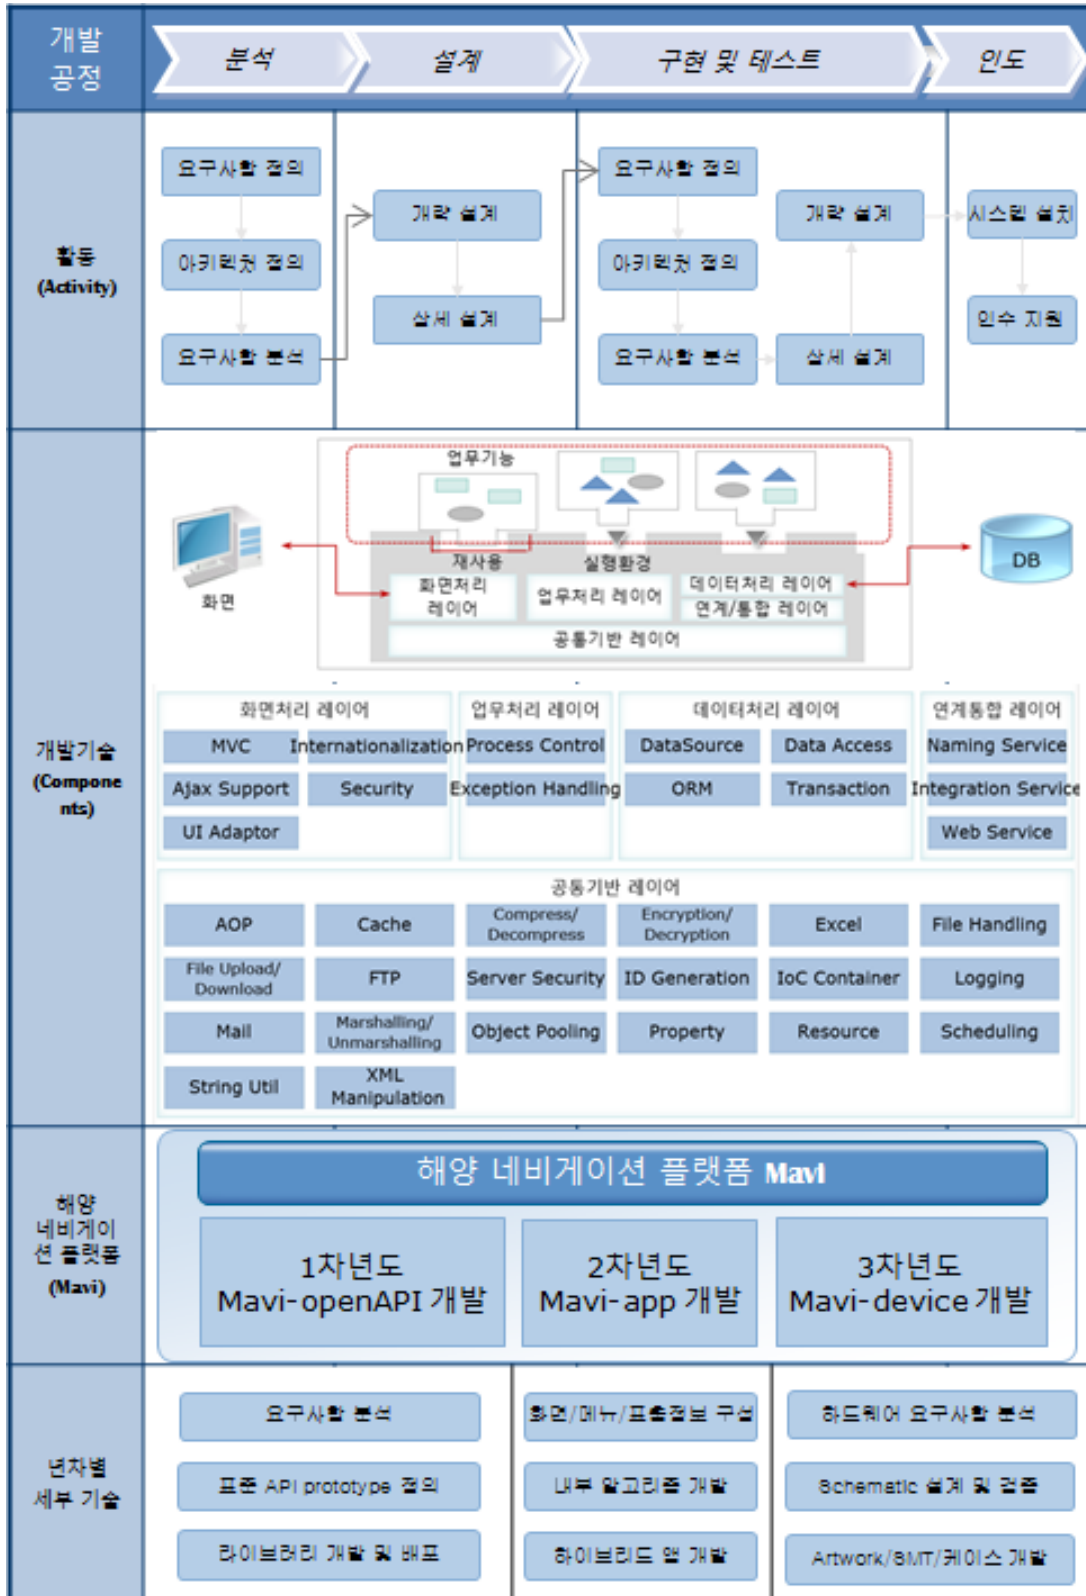 개발
공정
분석
설계
구현 및 테스트
인도
활동
(Activity)
요구사항 정의
아키텍처 정의
요구사항 분석
개략 설계
상세 설계
요구사항 정의
아키텍처 정의
요구사항 분석
개략 설계
상세 설계
시스템 설치
인수 지원
개발기술
(Compone
nts)
업무기능
화면
재사용
실행환경
화면처리
레이어
업무처리 레이어
데이터처리 레이어
연계/통합 레이어
공통기반 레이어
DB
화면처리 레이어
MVC
Internationalization
Ajax Support
Security
UI Adaptor
업무처리 레이어
Process Control
Exception Handling
데이터처리 레이어
DataSource
Data Access
ORM
Transaction
연계통합 레이어
Naming Service
Integration Service
Web Service
공통기반 레이어
AOP
Cache
Compress/
Decompress
Encryption/
Decryption
Excel
File Handling
File Upload/
Download
FTP
Server Security
ID Generation
IoC Container
Logging
Mail
Marshalling/
Unmarshalling
Object Pooling
Property
Resource
Scheduling
String Util
XML
Manipulation
해양
네비게이
션 플랫폼
(Mavi)
해양 네비게이션 플랫폼 Mavi
1차년도
Mavi-openAPI 개발
2차년도
Mavi-app 개발
3차년도
Mavi-device 개발
년차별
세부 기술
요구사항 분석
표준 API prototype 정의
라이브러리 개발 및 배포
화면/메뉴/표출정보 구성
내부 알고리즘 개발
하이브리드 앱 개발
하드웨어 요구사항 분석
Schematic 설계 및 검증
Artwork/SMT/케이스 개발